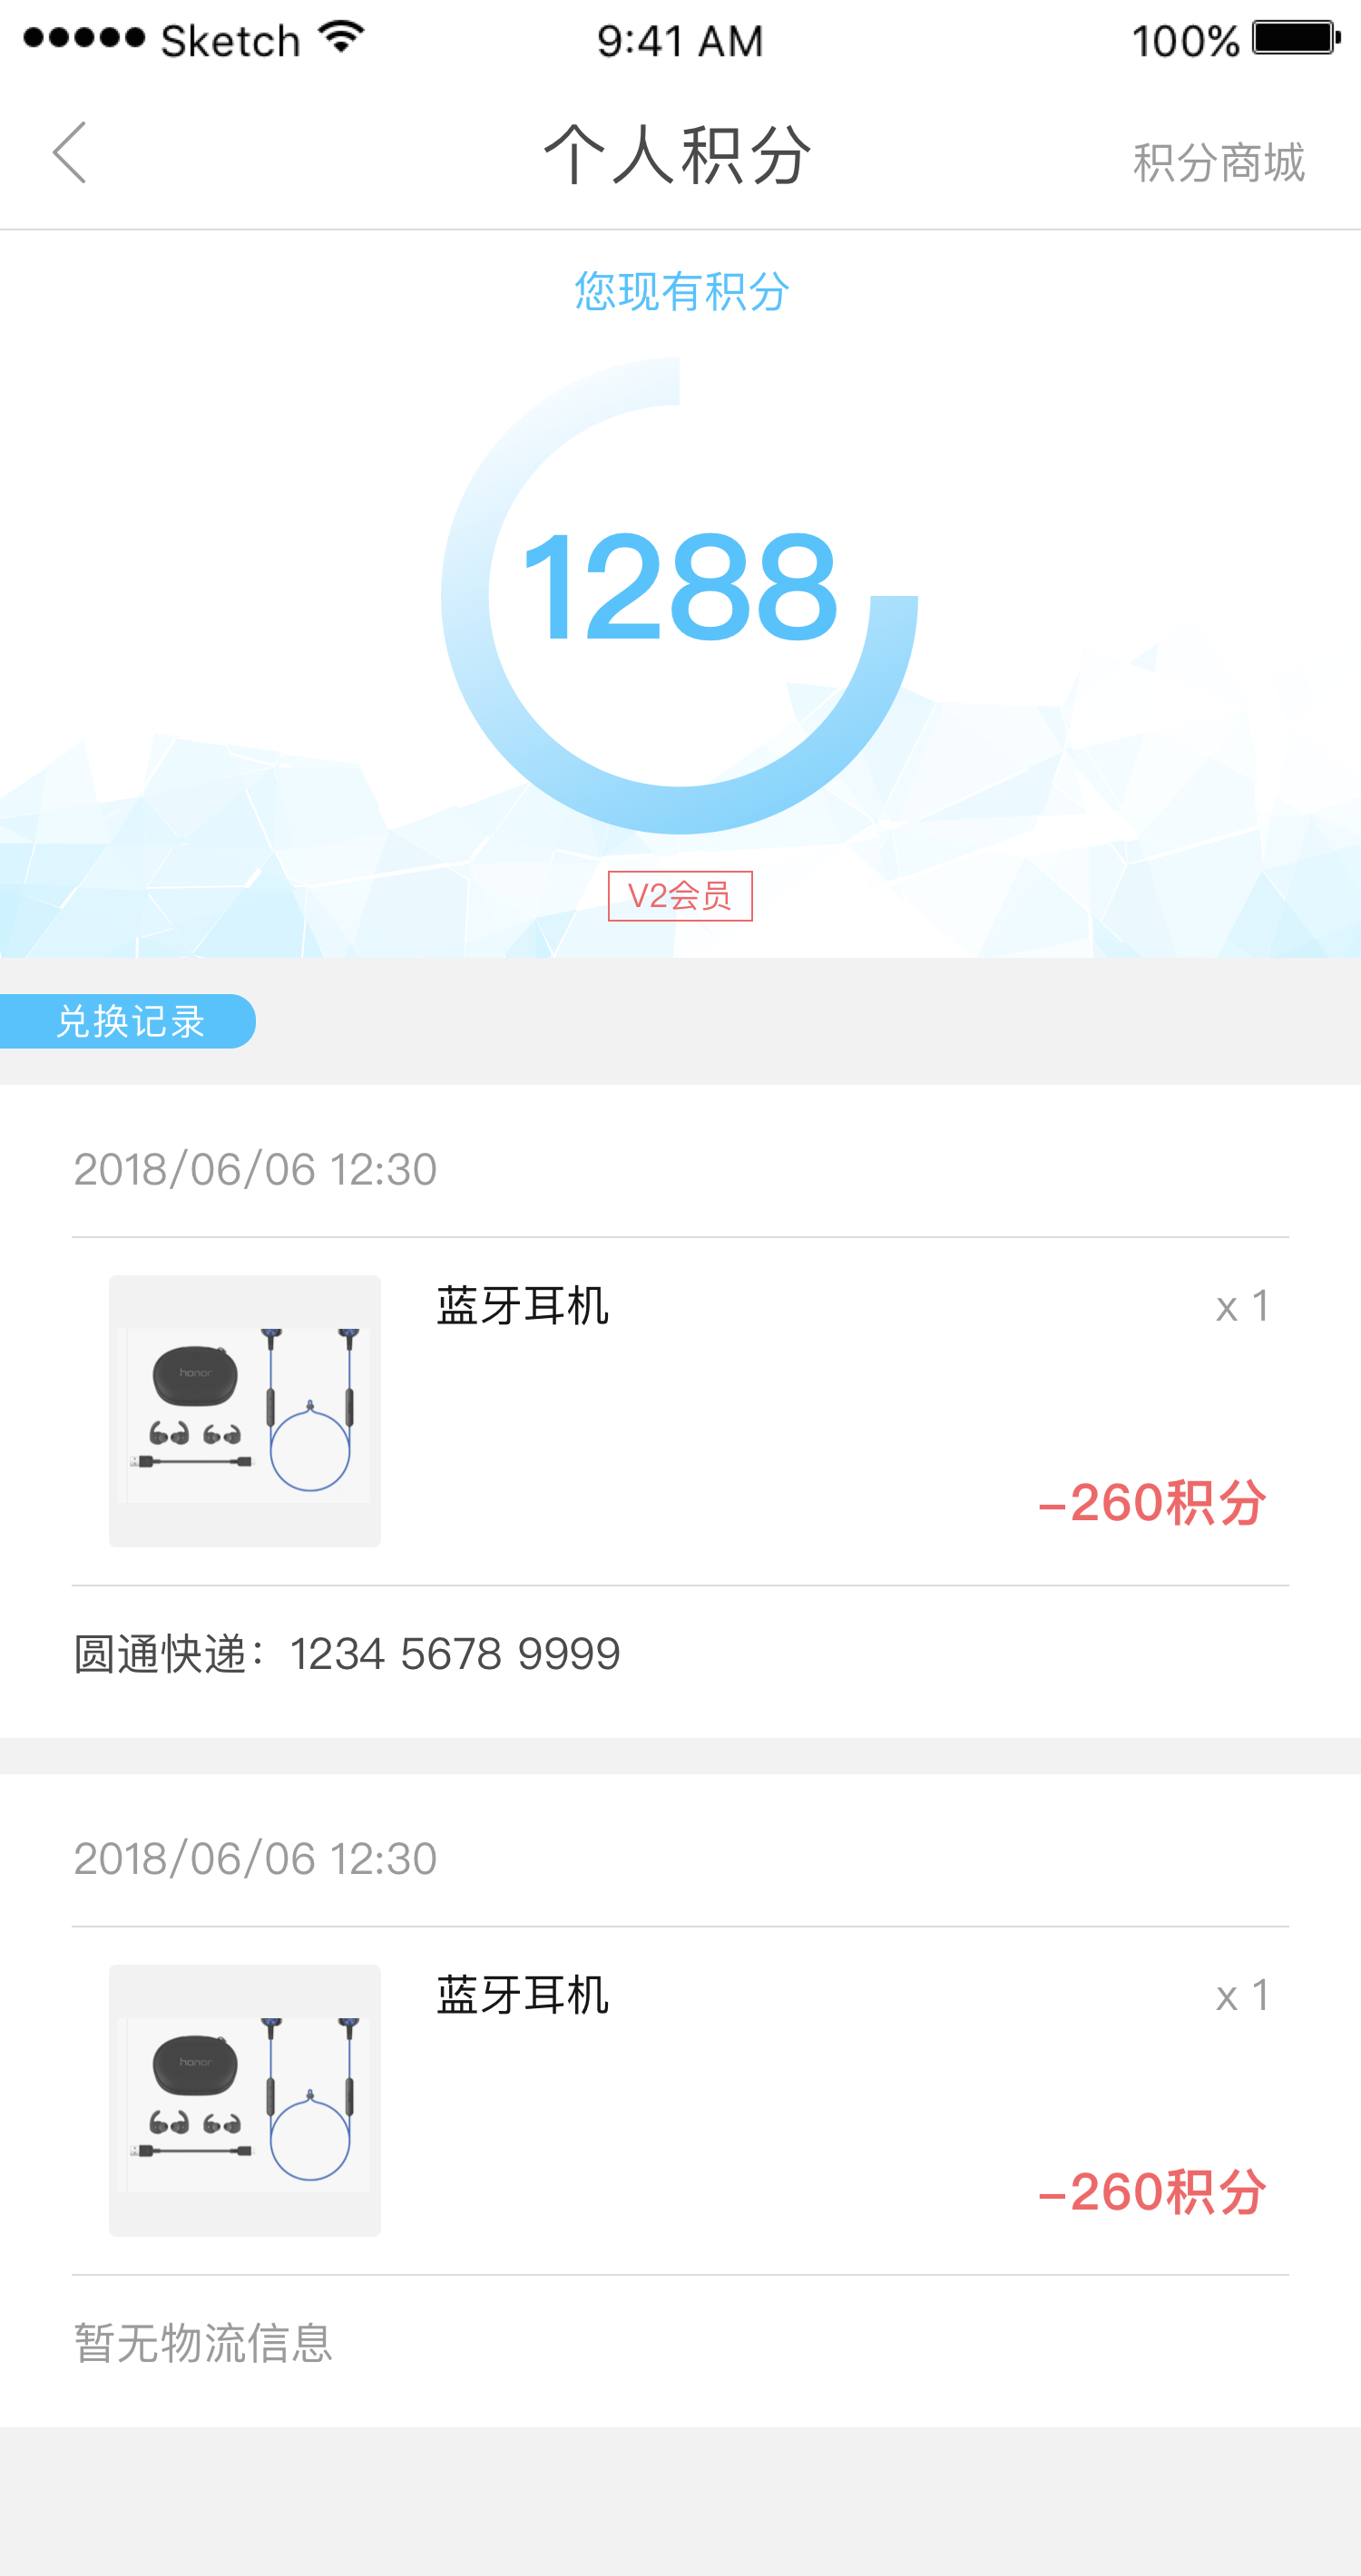 Sketch 9:41 AM 100%
个人积分
积分商城
您现有积分
1288
V2会员
兑换记录
2018/06/06 12:30
蓝牙耳机 x 1
honor
-260积分
圆通快递：1234 5678 9999
2018/06/06 12:30
蓝牙耳机 x 1
honor
-260积分
暂无物流信息